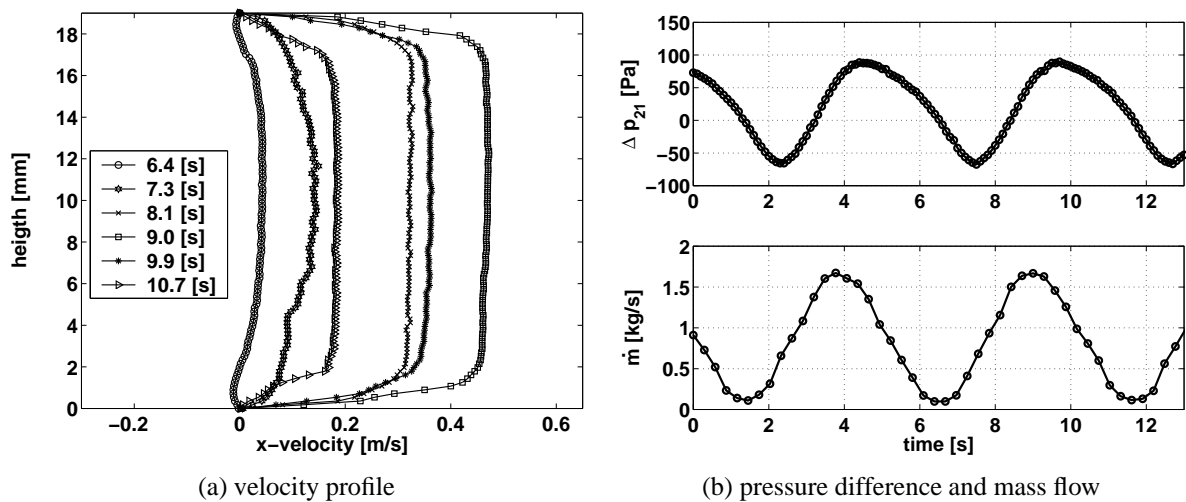 18
16
14
12
10
8
6
4
2
0
heigth [mm]
6.4 [s]
7.3 [s]
8.1 [s]
9.0 [s]
9.9 [s]
10.7 [s]
−0.2 0 0.2 0.4 0.6
x−velocity [m/s]
(a) velocity profile
100
50
0
−50
−100
Δ p21 [Pa]
0 2 4 6 8 10 12
2
1.5
1
0.5
0
ṁ [kg/s]
0 2 4 6 8 10 12
time [s]
(b) pressure difference and mass flow